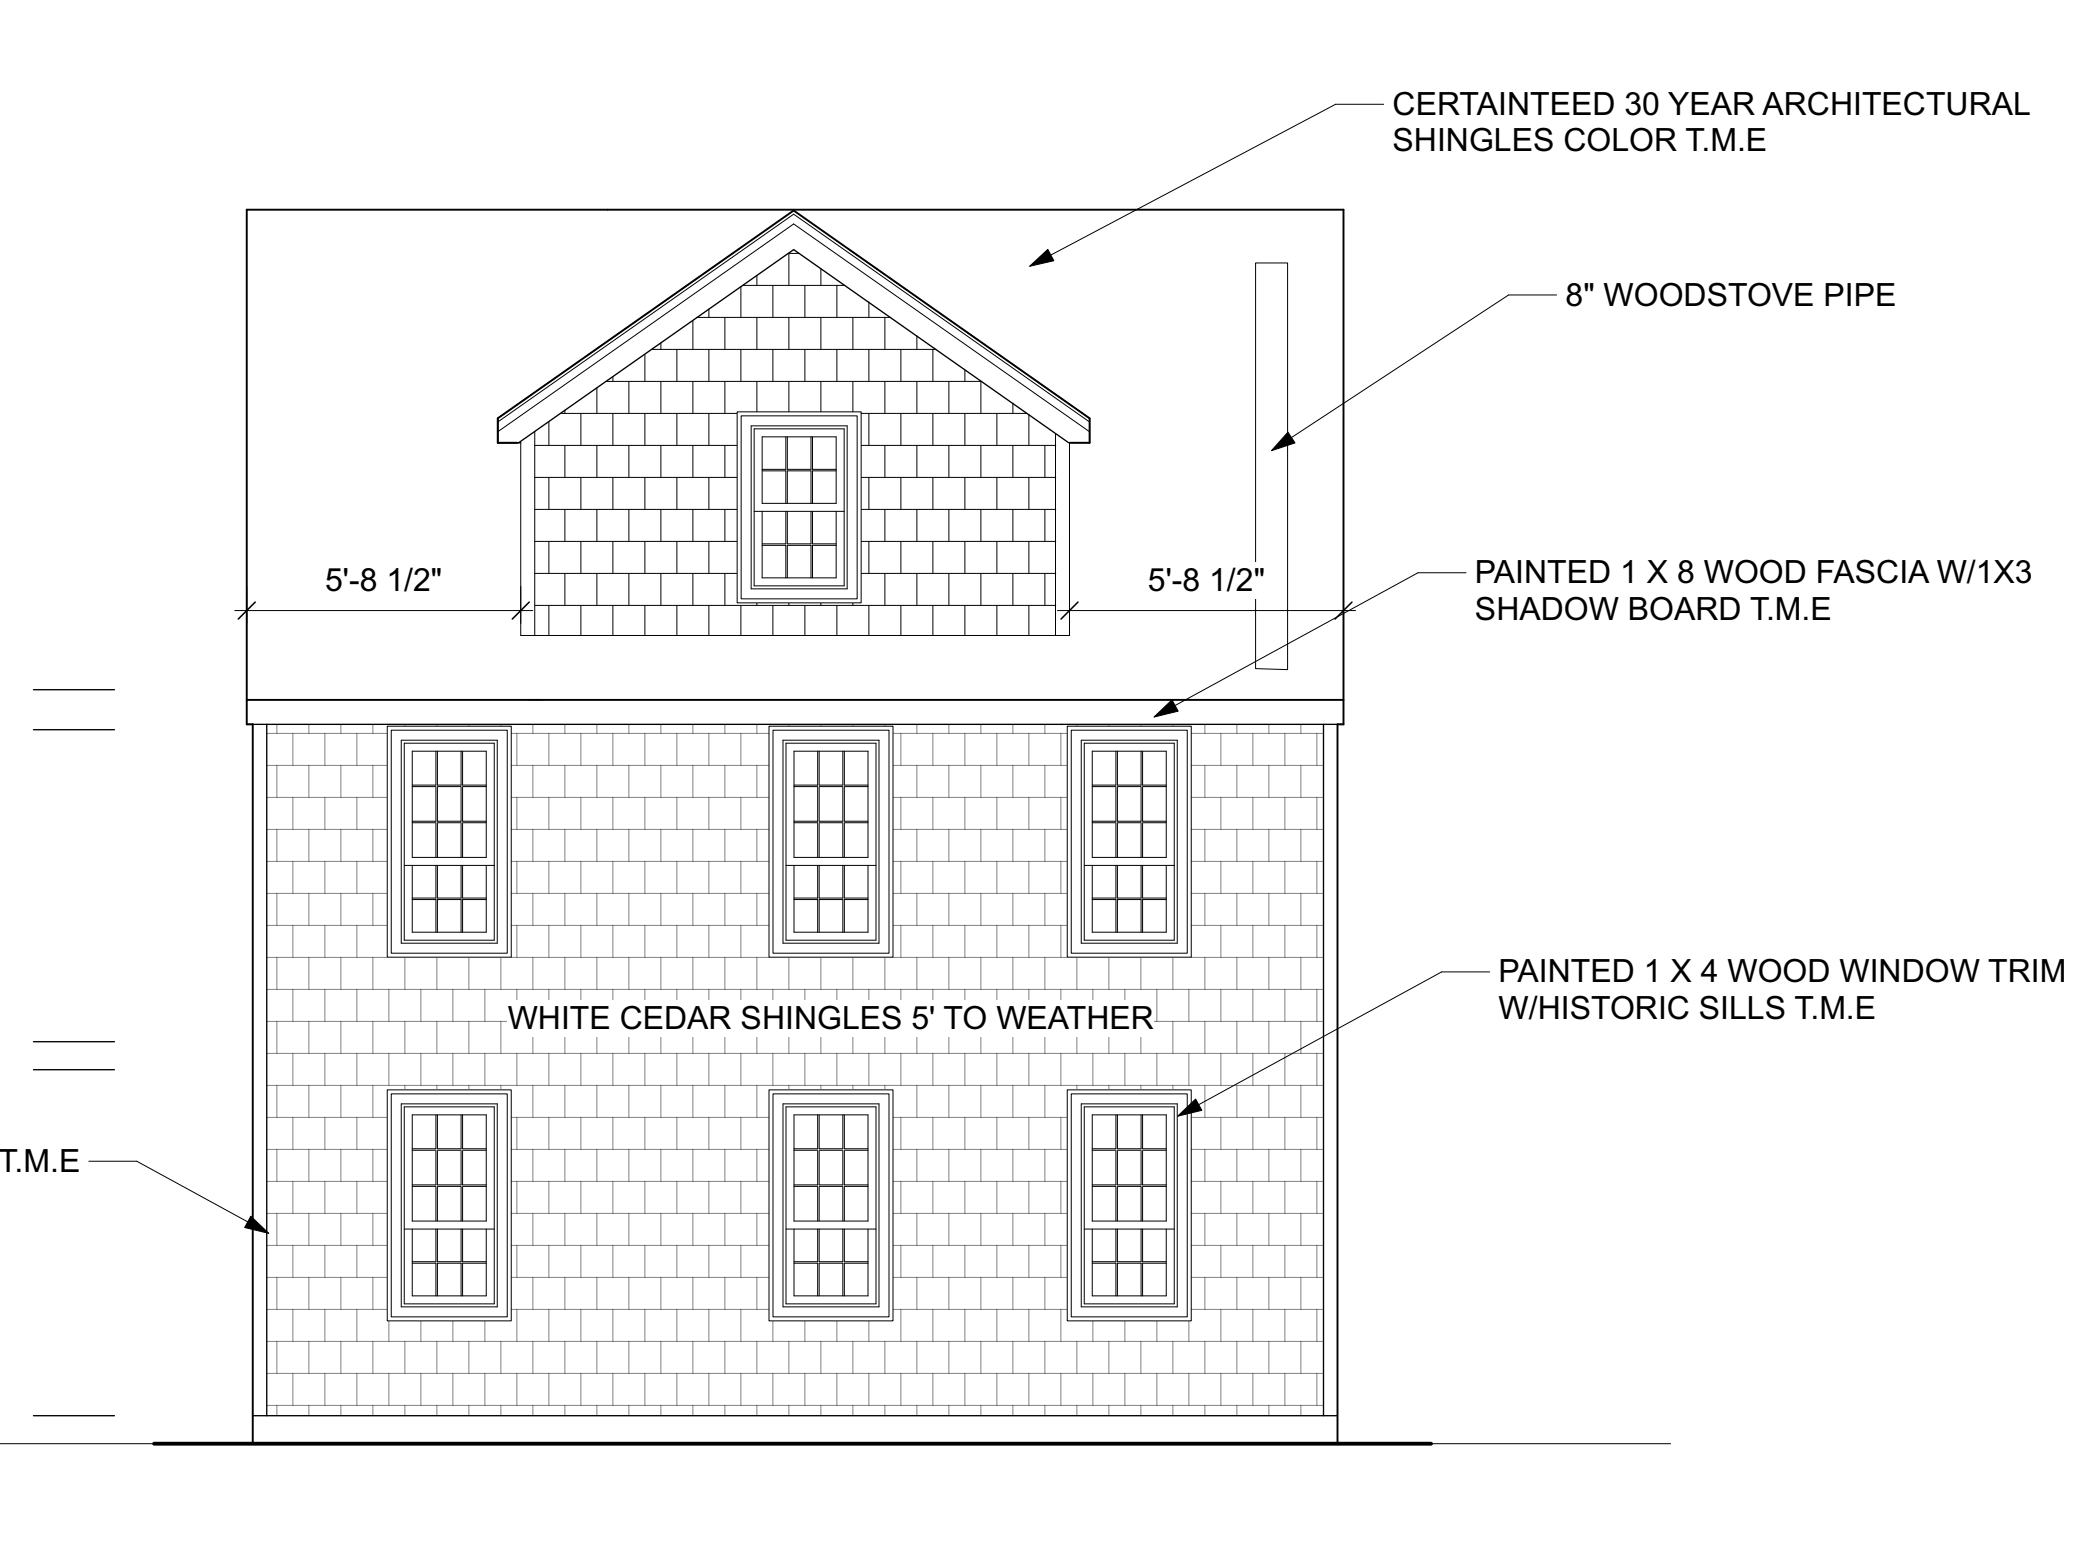 CERTAINTEED 30 YEAR ARCHITECTURAL
SHINGLES COLOR T.M.E
8" WOODSTOVE PIPE
5'-8 1/2"
5'-8 1/2"
PAINTED 1 X 8 WOOD FASCIA W/1X3
SHADOW BOARD T.M.E
PAINTED 1 X 4 WOOD WINDOW TRIM
W/HISTORIC SILLS T.M.E
WHITE CEDAR SHINGLES 5' TO WEATHER
T.M.E